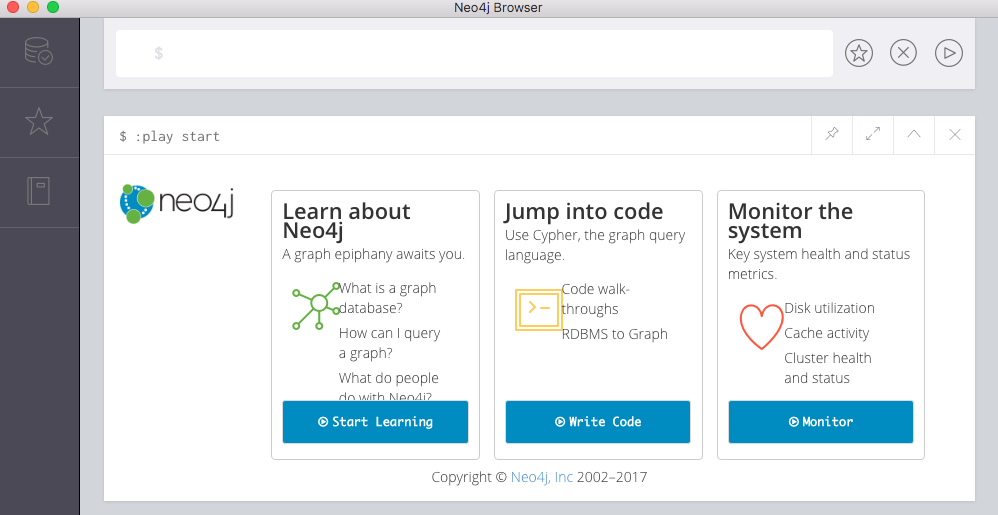 Neo4j Browser
$
$ :play start
neo4j
Learn about
Neo4j
A graph epiphany awaits you.
What is a graph
database?
How can I query
a graph?
What do people
do with Neo4j?
Start Learning
Jump into code
Use Cypher, the graph query
language.
Code walk-
throughs
RDBMS to Graph
Write Code
Monitor the
system
Key system health and status
metrics.
Disk utilization
Cache activity
Cluster health
and status
Monitor
Copyright © Neo4j, Inc 2002–2017